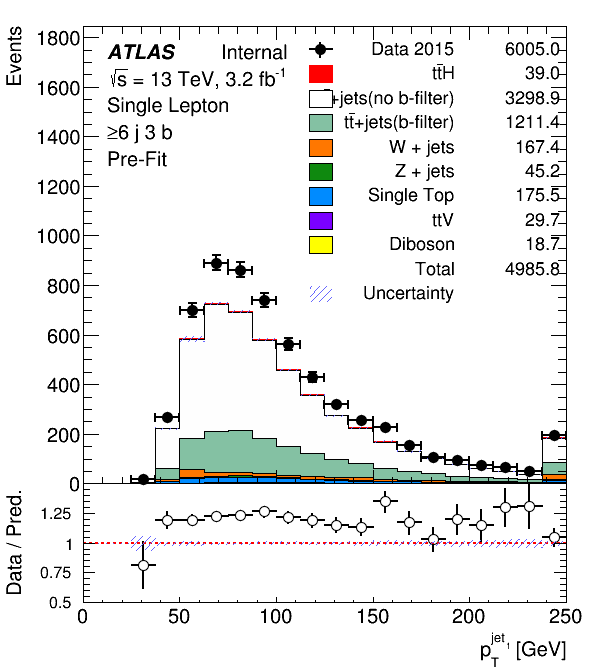 Events
1800
1600
1400
1200
1000
800
600
400
200
0
ATLAS Internal
√s = 13 TeV, 3.2 fb⁻¹
Single Lepton
≥6 j 3 b
Pre-Fit
Data 2015 6005.0
tt̄H 39.0
+jets(no b-filter) 3298.9
tt̄+jets(b-filter) 1211.4
W + jets 167.4
Z + jets 45.2
Single Top 175.5
ttV 29.7
Diboson 18.7
Total 4985.8
Uncertainty
Data / Pred.
1.25
1
0.75
0.5
0 50 100 150 200 250
p_T^jet_1 [GeV]